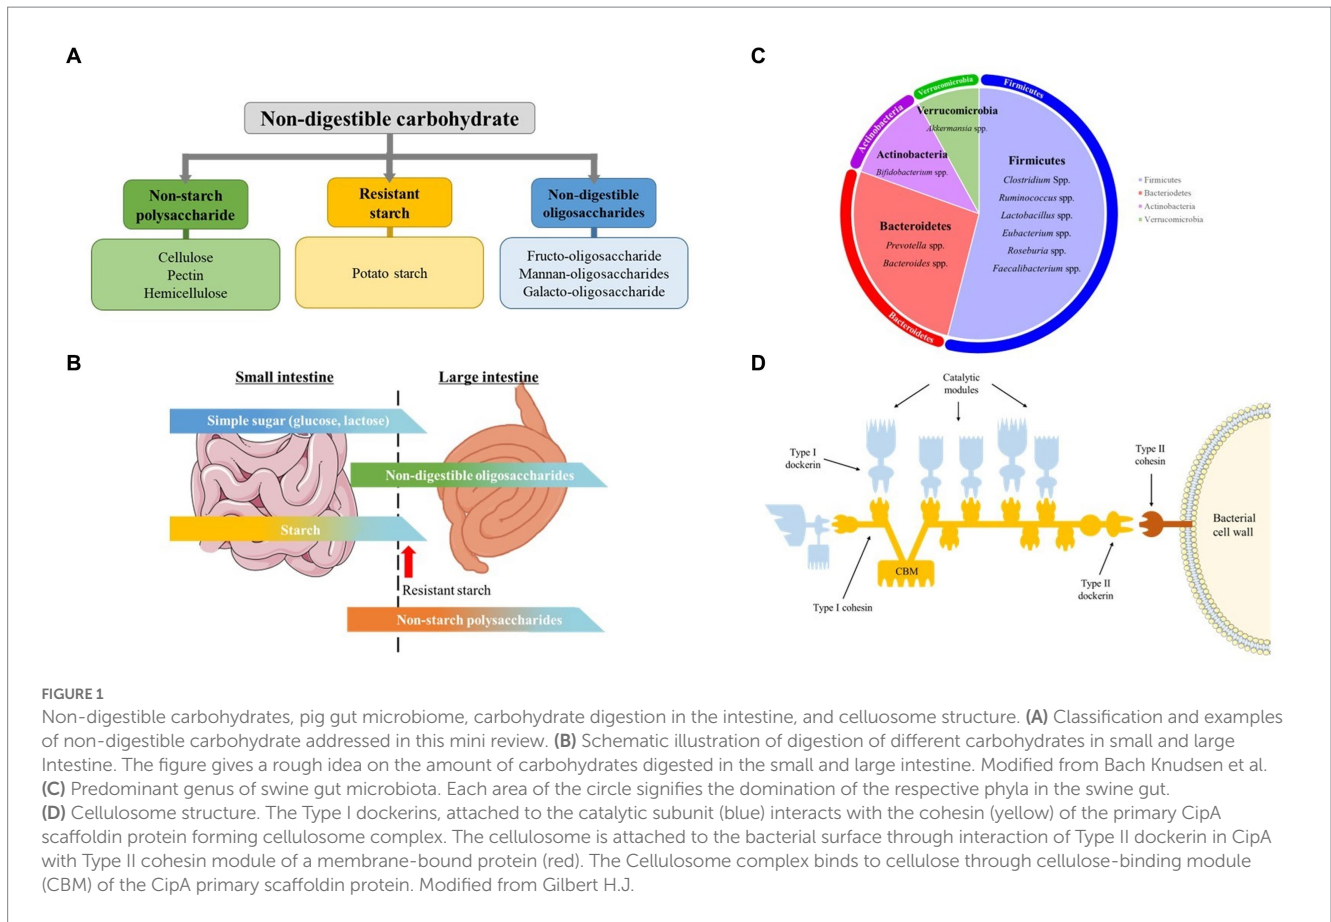 A
Non-digestible carbohydrate
Non-starch
polysaccharide
Resistant
starch
Non-digestible
oligosaccharides
Cellulose
Pectin
Hemicellulose
Potato starch
Fructo-oligosaccharide
Mannan-oligosaccharides
Galacto-oligosaccharide
C
Verrucomicrobia
Firmicutes
Actinobacteria
Bacteroidetes
Verrucomicrobia
Akkermansia spp.
Actinobacteria
Bifidobacterium spp.
Firmicutes
Clostridium Spp.
Ruminococcus spp.
Lactobacillus spp.
Eubacterium spp.
Roseburia spp.
Faecalibacterium spp.
Bacteroidetes
Prevotella spp.
Bacteroides spp.
Firmicutes
Bacteriodetes
Actinobacteria
Verrucomicrobia
B
Small intestine
Large intestine
Simple sugar (glucose, lactose)
Non-digestible oligosaccharides
Starch
Resistant starch
Non-starch polysaccharides
D
Catalytic
modules
Type I
dockerin
Type II
cohesin
Bacterial
cell wall
CBM
Type I cohesin
Type II
dockerin
FIGURE 1
Non-digestible carbohydrates, pig gut microbiome, carbohydrate digestion in the intestine, and celluosome structure. (A) Classification and examples
of non-digestible carbohydrate addressed in this mini review. (B) Schematic illustration of digestion of different carbohydrates in small and large
Intestine. The figure gives a rough idea on the amount of carbohydrates digested in the small and large intestine. Modified from Bach Knudsen et al.
(C) Predominant genus of swine gut microbiota. Each area of the circle signifies the domination of the respective phyla in the swine gut.
(D) Cellulosome structure. The Type I dockerins, attached to the catalytic subunit (blue) interacts with the cohesin (yellow) of the primary CipA
scaffoldin protein forming cellulosome complex. The cellulosome is attached to the bacterial surface through interaction of Type II dockerin in CipA
with Type II cohesin module of a membrane-bound protein (red). The Cellulosome complex binds to cellulose through cellulose-binding module
(CBM) of the CipA primary scaffoldin protein. Modified from Gilbert H.J.